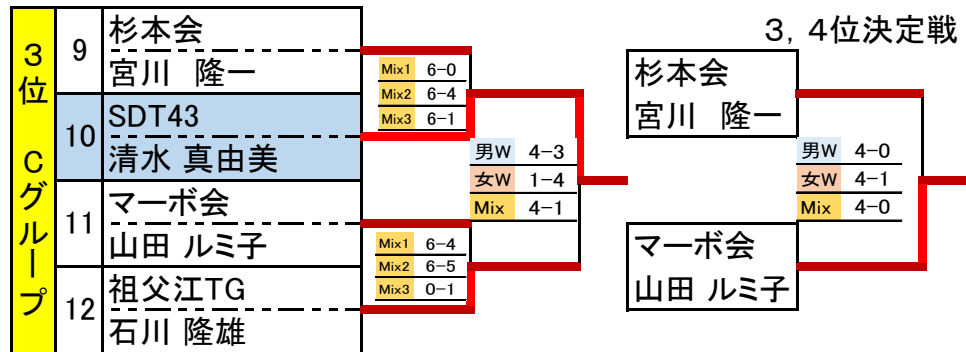 3位 Cグループ
9
杉本会
宮川 隆一
10
SDT43
清水 真由美
11
マーボ会
山田 ルミ子
12
祖父江TG
石川 隆雄
Mix1 6-0
Mix2 6-4
Mix3 6-1
Mix1 6-4
Mix2 6-5
Mix3 0-1
男W 4-3
女W 1-4
Mix 4-1
3, 4位決定戦
杉本会
宮川 隆一
男W 4-0
女W 4-1
Mix 4-0
マーボ会
山田 ルミ子